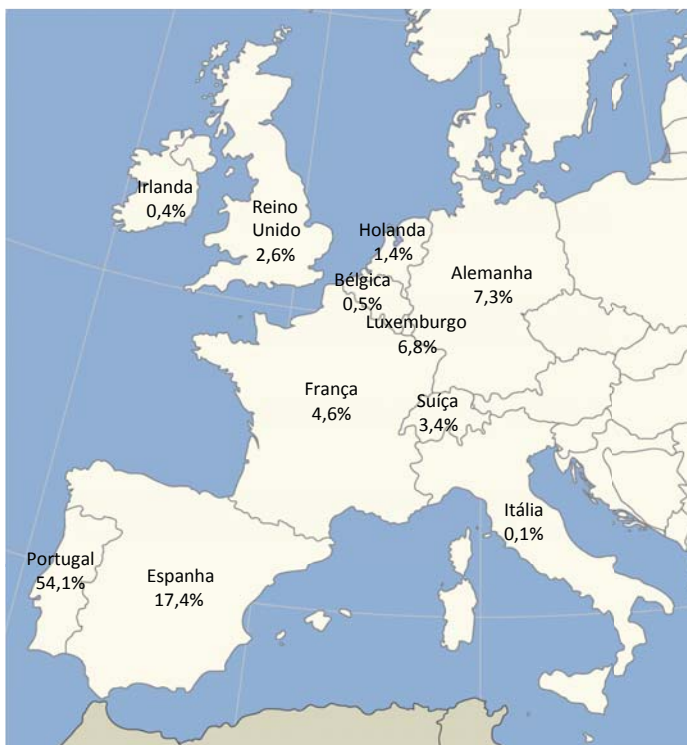 Irlanda
0,4%
Reino
Unido
2,6%
Holanda
1,4%
Bélgica
0,5%
Alemanha
7,3%
Luxemburgo
6,8%
França
4,6%
Suíça
3,4%
Itália
0,1%
Portugal
54,1%
Espanha
17,4%